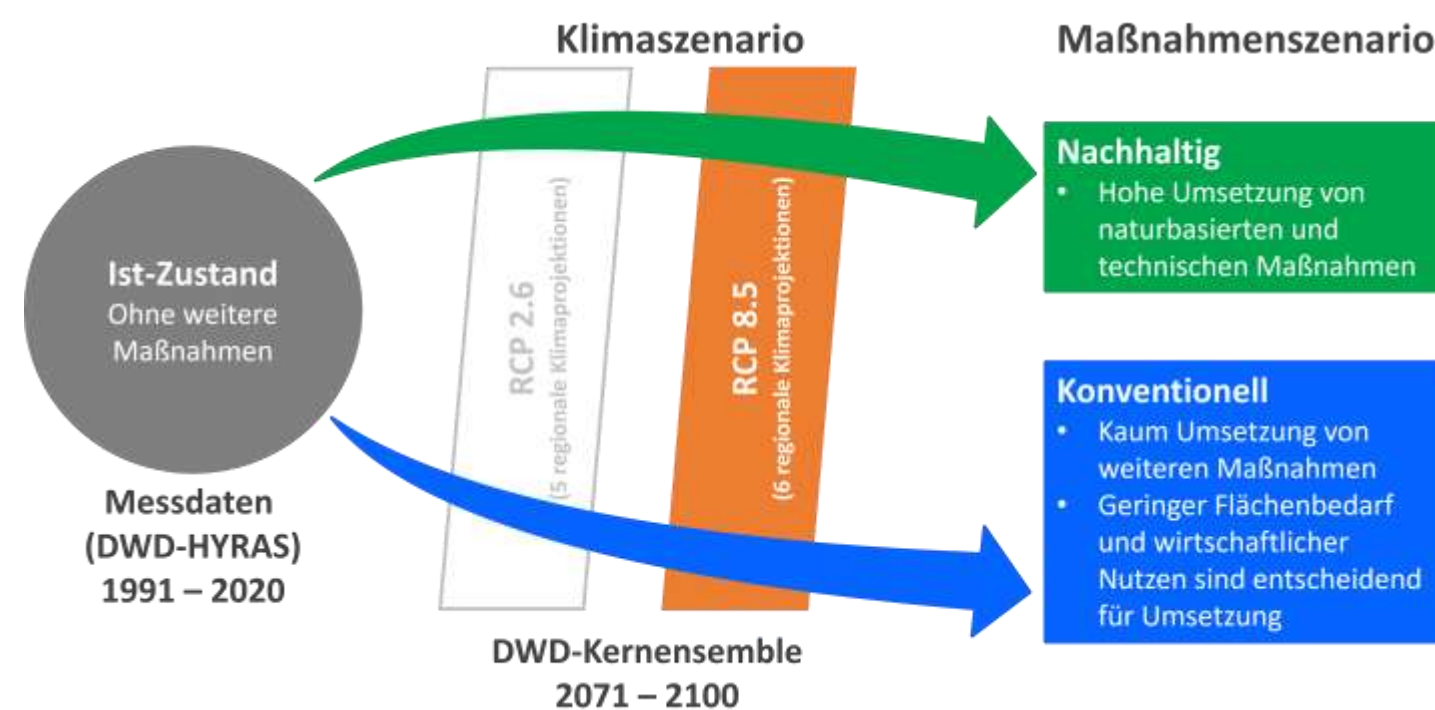 Klimaszenario
Maßnahmenszenario
Ist-Zustand
Ohne weitere
Maßnahmen
Messdaten
(DWD-HYRAS)
1991 – 2020
RCP 2.6
(5 regionale Klimaprojektionen)
RCP 8.5
(6 regionale Klimaprojektionen)
DWD-Kernensemble
2071 – 2100
Nachhaltig
• Hohe Umsetzung von
naturbasierten und
technischen Maßnahmen
Konventionell
• Kaum Umsetzung von
weiteren Maßnahmen
• Geringer Flächenbedarf
und wirtschaftlicher
Nutzen sind entscheidend
für Umsetzung